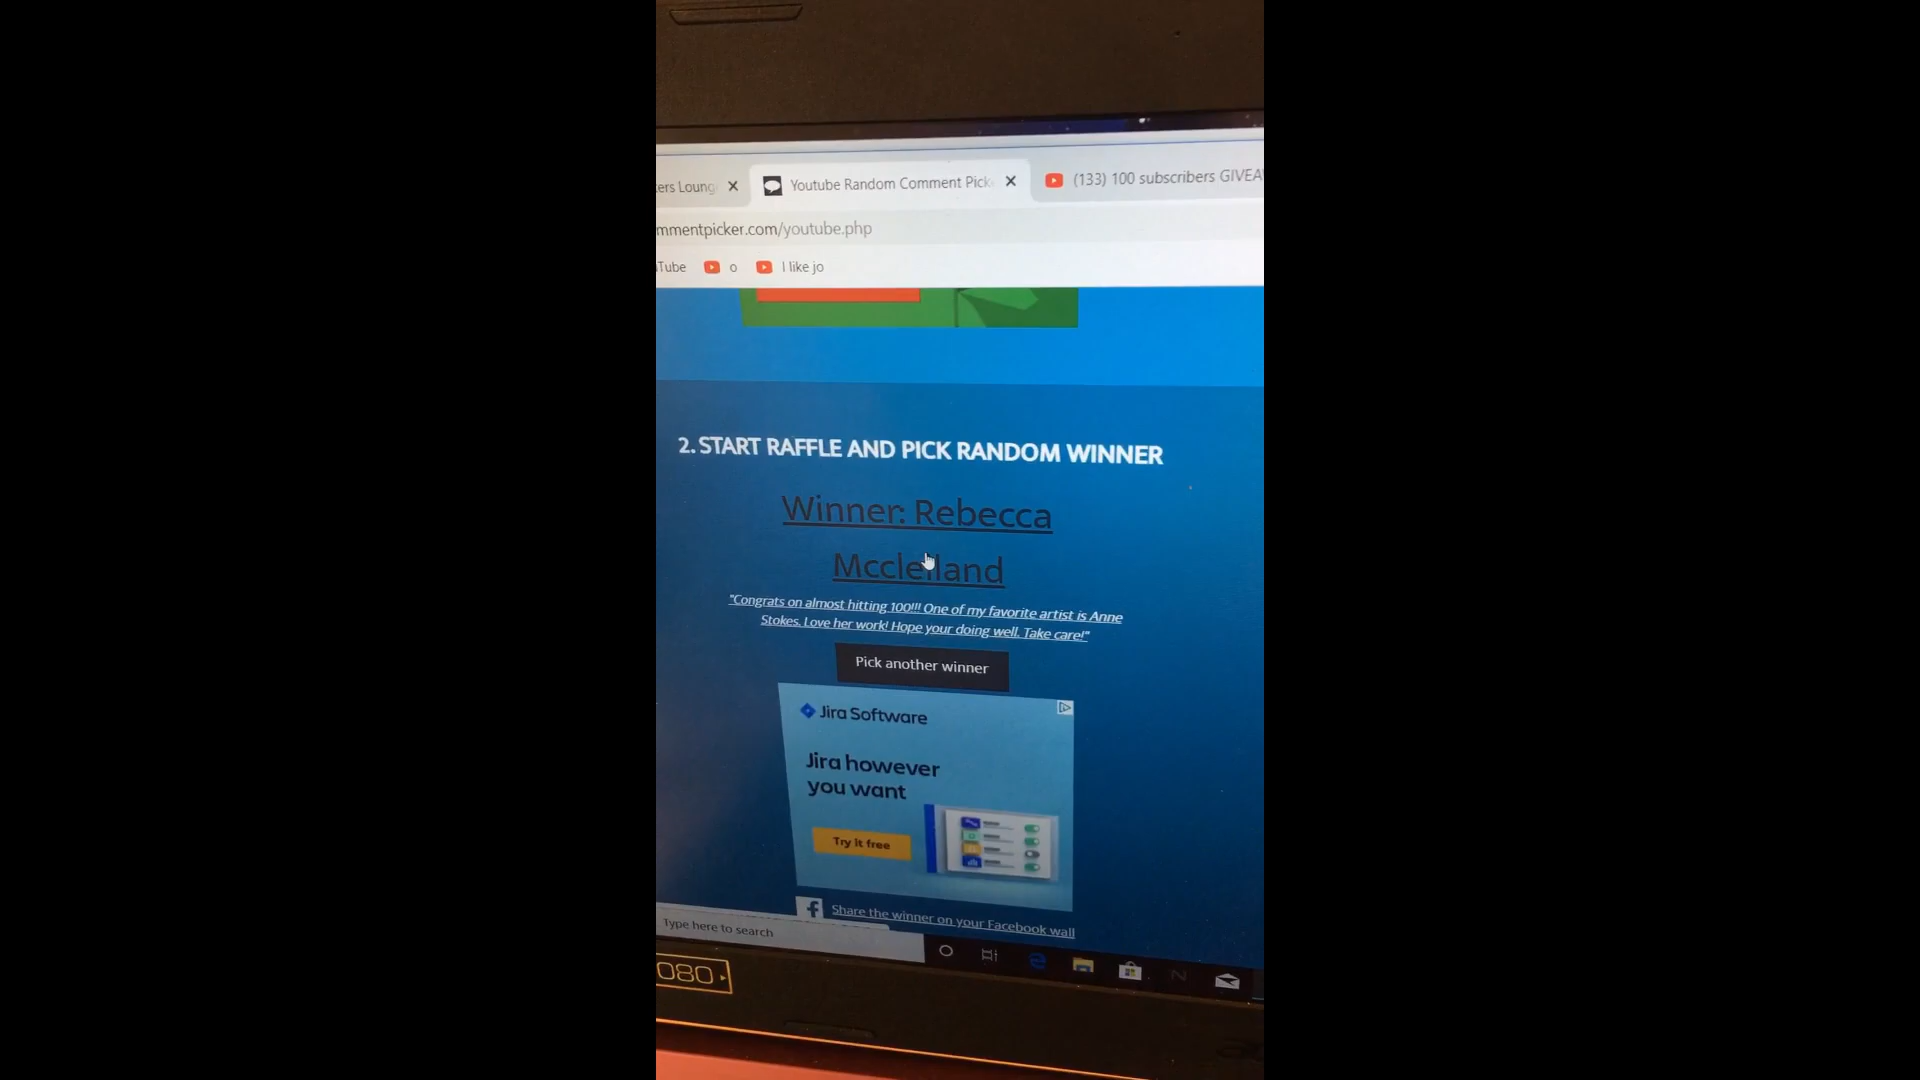 ers Loung
Youtube Random Comment Pick
(133) 100 subscribers GIVEA
mmentpicker.com/youtube.php
Tube
o
I like jo
2. START RAFFLE AND PICK RANDOM WINNER
Winner: Rebecca
Mcclelland
"Congrats on almost hitting 100!!! One of my favorite artist is Anne
Stokes. Love her work! Hope your doing well. Take care!"
Pick another winner
Jira Software
Jira however
you want
Try it free
Share the winner on your Facebook wall
Type here to search
080